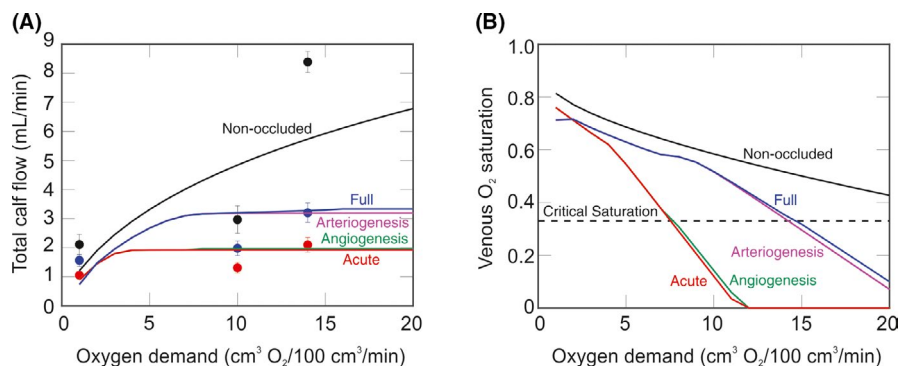 (A)
9
8
7
6
5
4
3
2
1
0
Total calf flow (mL/min)
Non-occluded
Full
Arteriogenesis
Angiogenesis
Acute
0 5 10 15 20
Oxygen demand (cm³ O₂/100 cm³/min)
(B)
1.0
0.8
0.6
0.4
0.2
0.0
Venous O₂ saturation
Non-occluded
Critical Saturation
Full
Arteriogenesis
Acute
Angiogenesis
0 5 10 15 20
Oxygen demand (cm³ O₂/100 cm³/min)